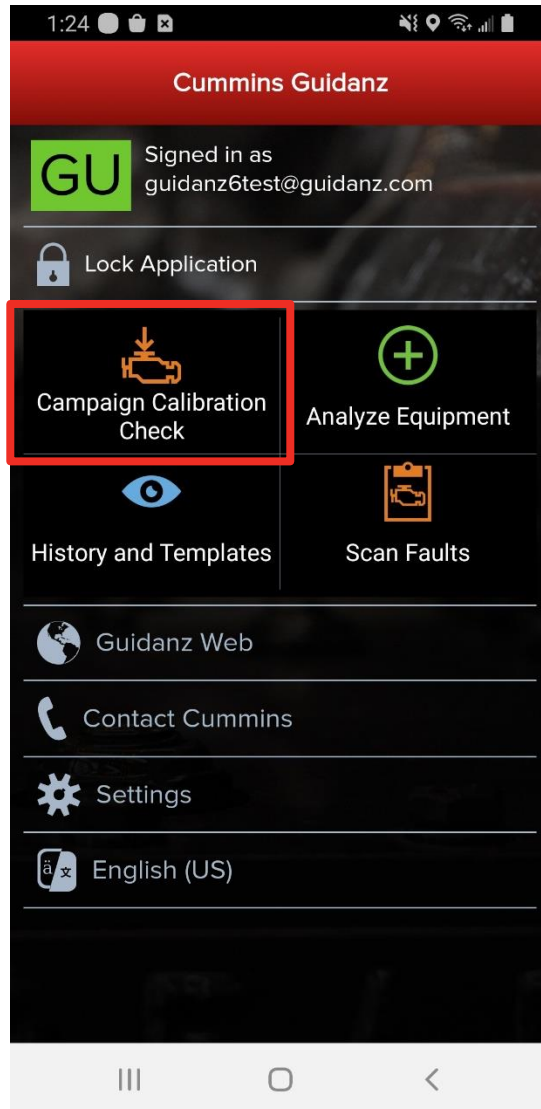 1:24
Cummins Guidanz
GU
Signed in as
guidanz6test@guidanz.com
Lock Application
Campaign Calibration
Check
Analyze Equipment
History and Templates
Scan Faults
Guidanz Web
Contact Cummins
Settings
ä 文
English (US)